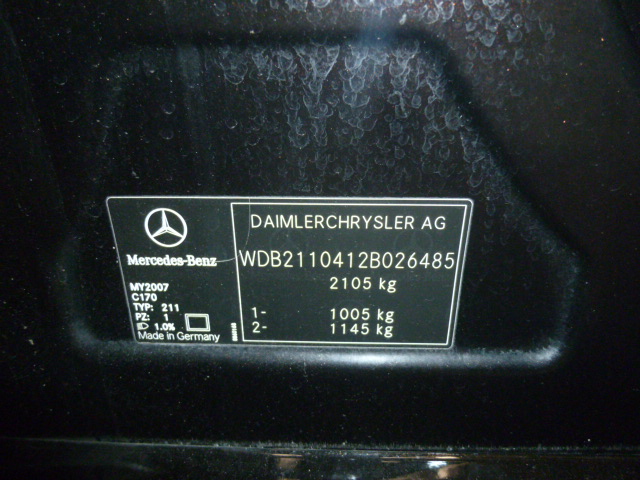 Mercedes-Benz
MY2007
C170
TYP: 211
PZ: 1
1.0%
Made in Germany
DAIMLERCHRYSLER AG
WDB2110412B026485
2105 kg
1- 1005 kg
2- 1145 kg